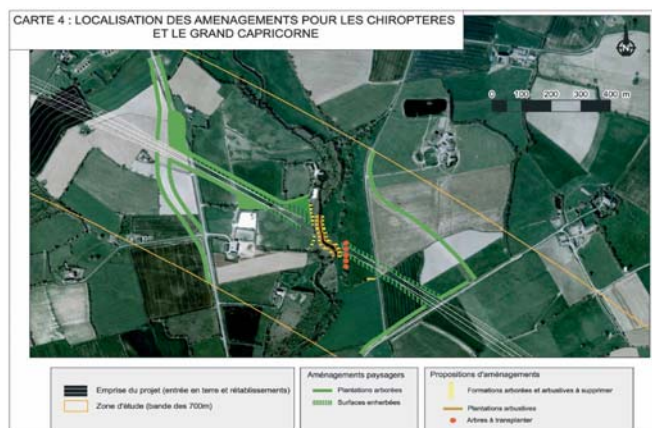 CARTE 4 : LOCALISATION DES AMENAGEMENTS POUR LES CHIROPTERES
ET LE GRAND CAPRICORNE
N
0 100 200 300 400 m
Emprise du projet (entrée en terre et rétablissements)
Zone d'étude (bande des 700m)
Aménagements paysagers
Plantations arborées
Surfaces enherbées
Propositions d'aménagements
Formations arborées et arbustives à supprimer
Plantations arbustives
Arbres à transplanter